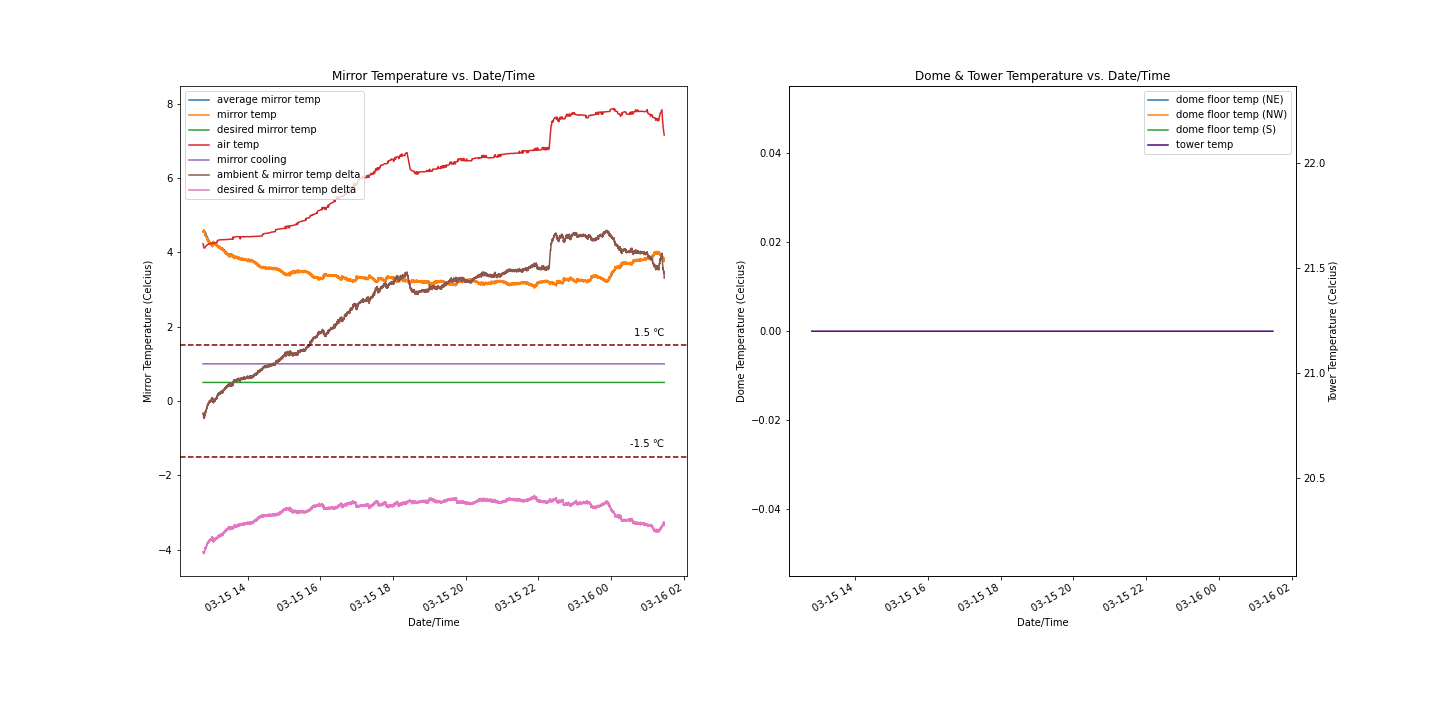 Mirror Temperature vs. Date/Time
average mirror temp
mirror temp
desired mirror temp
air temp
mirror cooling
ambient & mirror temp delta
desired & mirror temp delta
8
6
4
2
0
−2
−4
Mirror Temperature (Celcius)
1.5 °C
-1.5 °C
03-15 14
03-15 16
03-15 18
03-15 20
03-15 22
03-16 00
03-16 02
Date/Time
Dome & Tower Temperature vs. Date/Time
dome floor temp (NE)
dome floor temp (NW)
dome floor temp (S)
tower temp
0.04
0.02
0.00
−0.02
−0.04
Dome Temperature (Celcius)
22.0
21.5
21.0
20.5
Tower Temperature (Celcius)
03-15 14
03-15 16
03-15 18
03-15 20
03-15 22
03-16 00
03-16 02
Date/Time